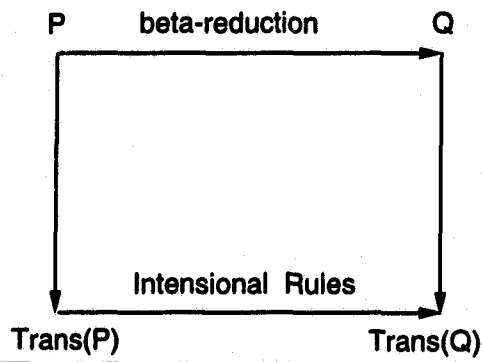 P beta-reduction Q
Intensional Rules
Trans(P) Trans(Q)